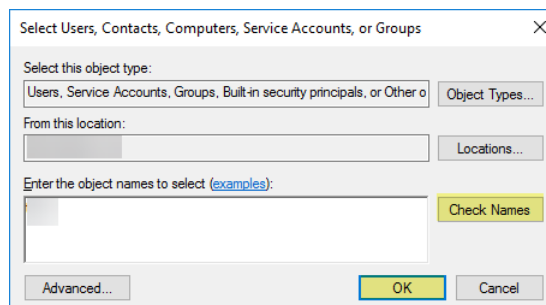 Select Users, Contacts, Computers, Service Accounts, or Groups
Select this object type:
Users, Service Accounts, Groups, Built-in security principals, or Other o
Object Types...
From this location:
Locations...
Enter the object names to select (examples):
Check Names
Advanced...
OK
Cancel